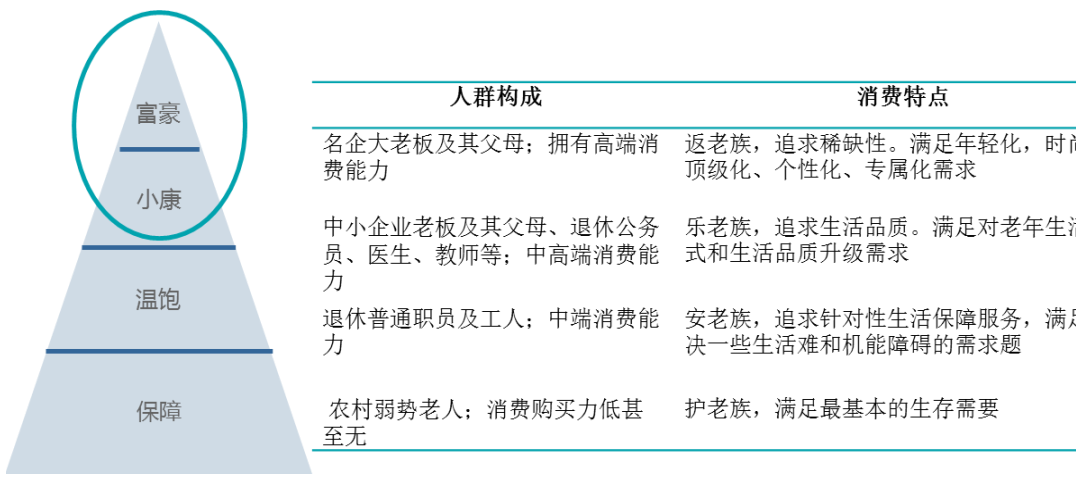 人群构成 消费特点
富豪
名企大老板及其父母；拥有高端消 返老族，追求稀缺性。满足年轻化，时尚
费能力 顶级化、个性化、专属化需求
小康
中小企业老板及其父母、退休公务 乐老族，追求生活品质。满足对老年生活
员、医生、教师等；中高端消费能 式和生活品质升级需求
力
温饱
退休普通职员及工人；中端消费能 安老族，追求针对性生活保障服务，满足
力 决一些生活难和机能障碍的需求题
保障
农村弱势老人；消费购买力低甚 护老族，满足最基本的生存需要
至无